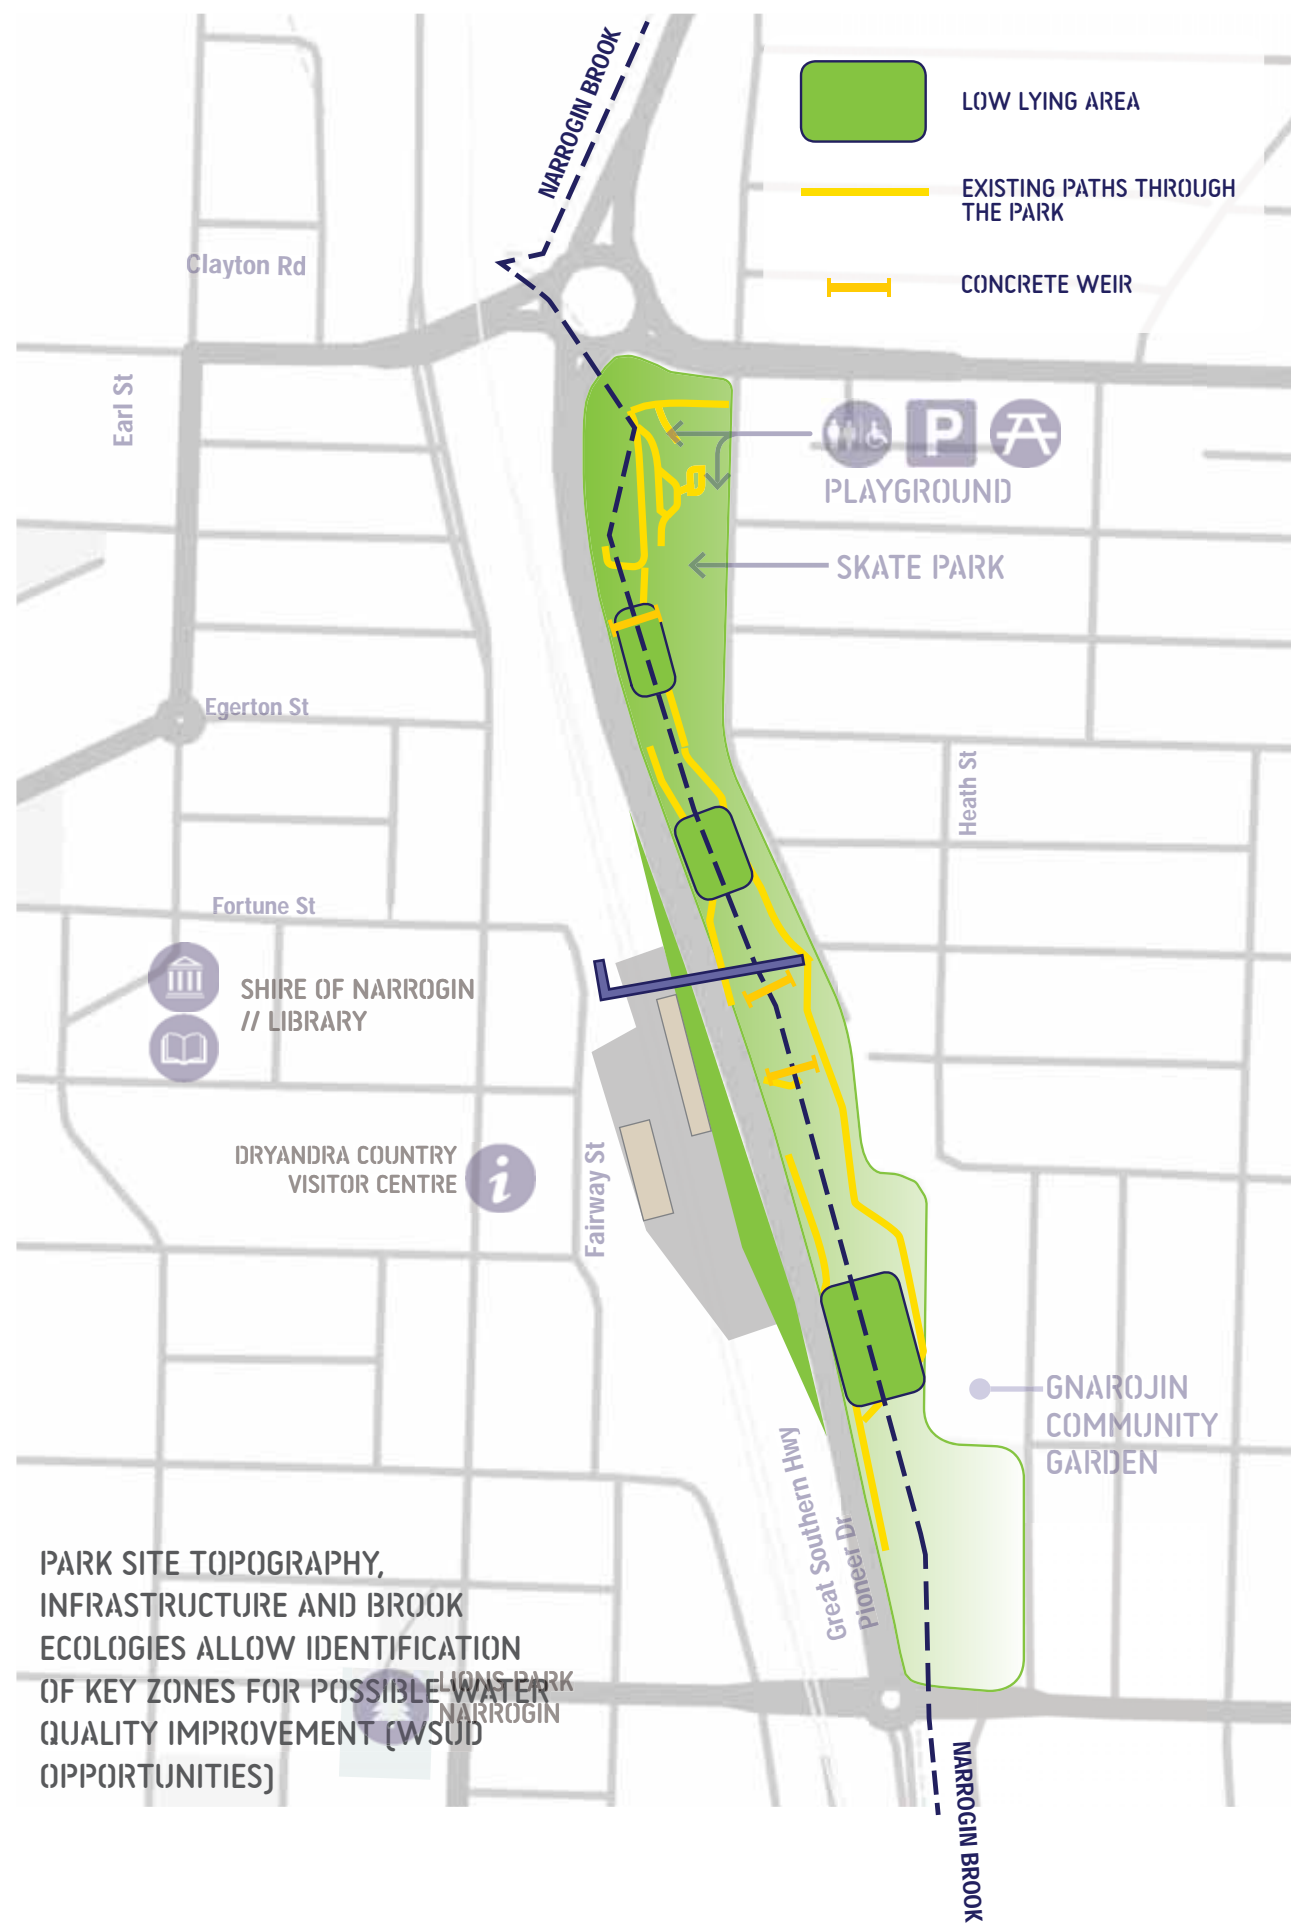 NARROGIN BROOK
LOW LYING AREA
EXISTING PATHS THROUGH
THE PARK
CONCRETE WEIR
Clayton Rd
Earl St
P
PLAYGROUND
SKATE PARK
Egerton St
Heath St
Fortune St
SHIRE OF NARROGIN
// LIBRARY
DRYANDRA COUNTRY
VISITOR CENTRE
i
Fairway St
GNAROJIN
COMMUNITY
GARDEN
Great Southern Hwy
Pioneer Dr
PARK SITE TOPOGRAPHY,
INFRASTRUCTURE AND BROOK
ECOLOGIES ALLOW IDENTIFICATION
OF KEY ZONES FOR POSSIBLE WATER
QUALITY IMPROVEMENT (WSUD
OPPORTUNITIES)
LIONS PARK
NARROGIN
NARROGIN BROOK